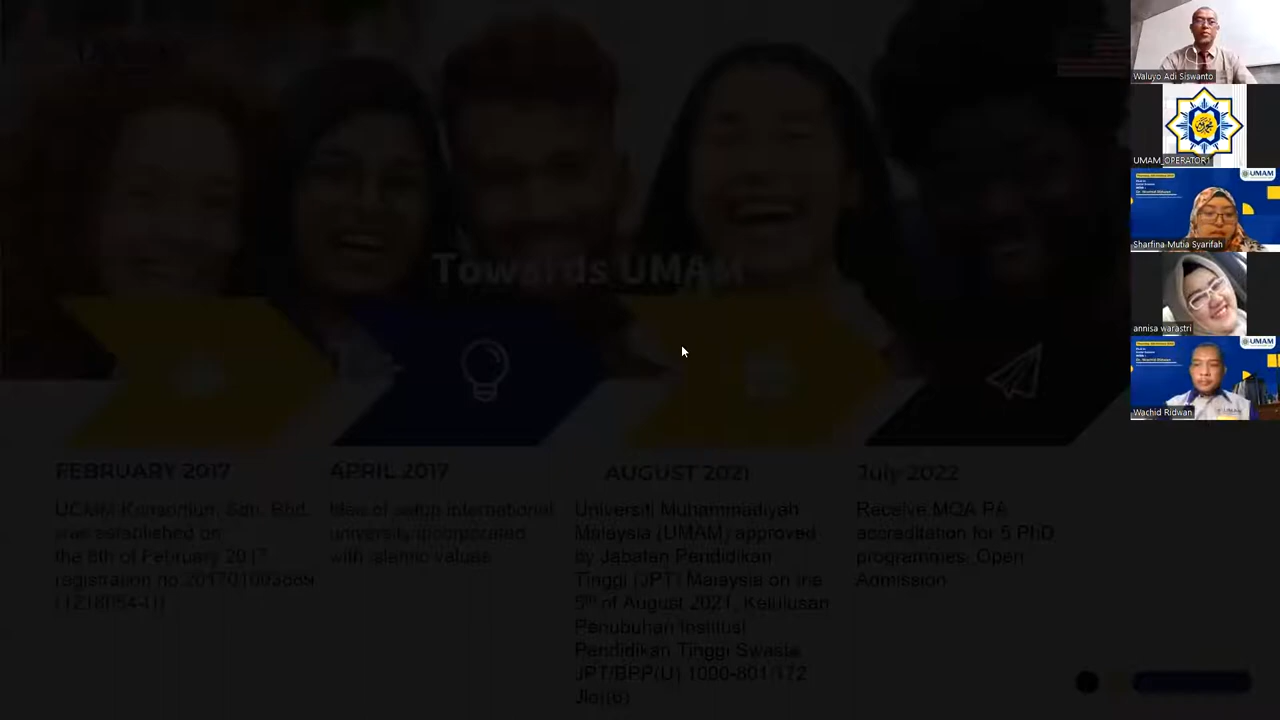 Towards UMAM
FEBRUARY 2017
UCMM Konsortium, Sdn. Bhd.
was established on
the 8th of February 2017
registration no.
APRIL 2017
Idea of setup international
university incorporated
with islamic values
AUGUST 2021
Universiti Muhammadiyah
Malaysia (UMAM) approved
by Jabatan Pendidikan
Tinggi (JPT) Malaysia on the
5th of August 2021, Kelulusan
Penubuhan Institusi
Pendidikan Tinggi Swasta
JPT/BPP(U) 1000-801/172
Jld(6)
July 2022
Receive MQA PA
accreditation for 5 PhD
programmes. Open
Admission
Waluyo Adi Siswanto
UMAM_OPERATOR1
UMAM
Sharfina Mutia Syarifah
annisa warastri
UMAM
Wachid Ridwan